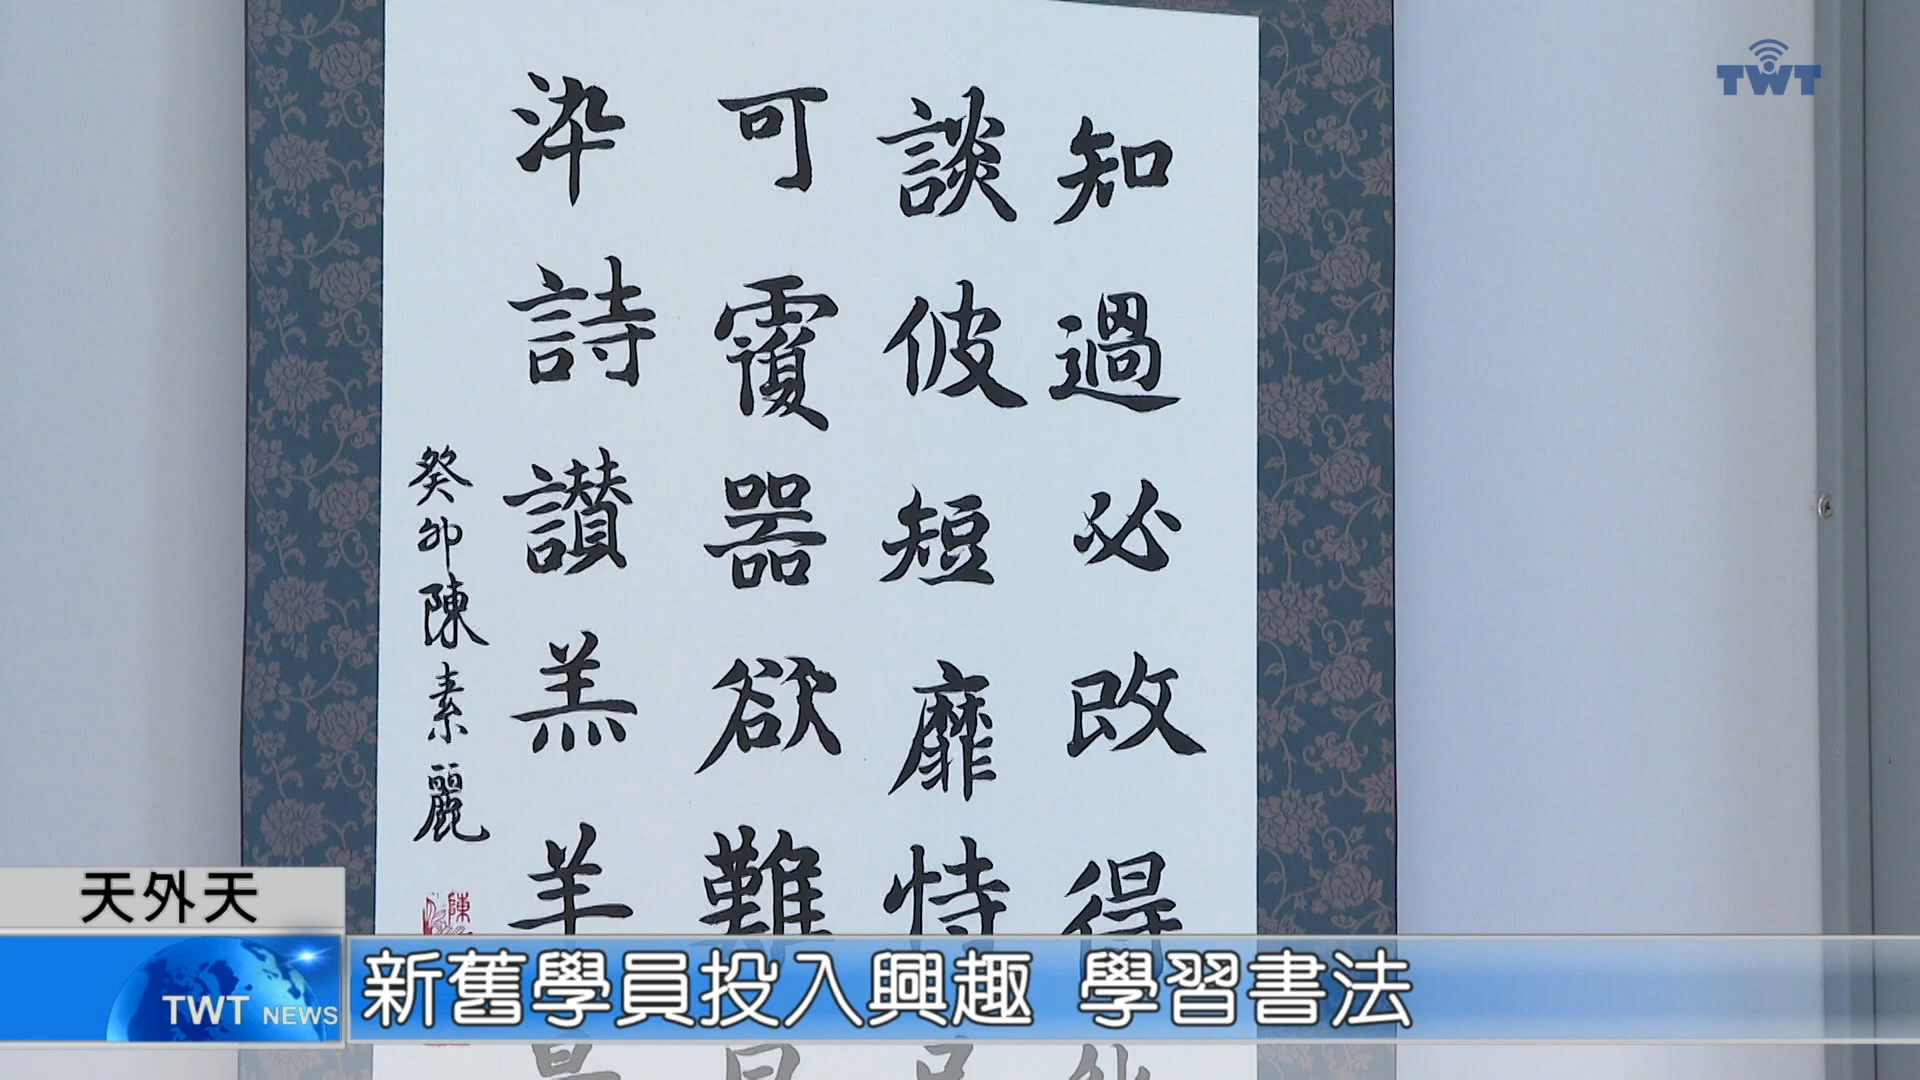 TWT
知過必改得
談彼短靡恃
可覆器欲難
染詩讚羔羊
癸卯陳素麗
陳
天外天
TWT NEWS
新舊學員投入興趣 學習書法